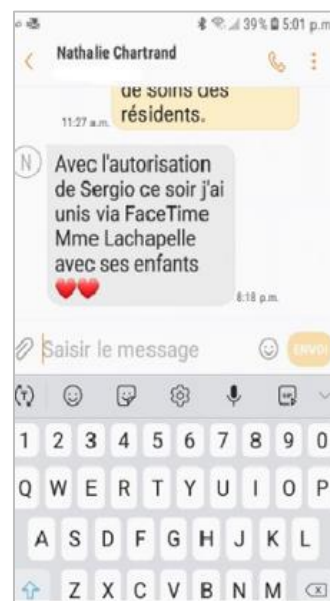 39% 5:01 p.m.
Nathalie Chartrand
de soins des
résidents.
11:27 a.m.
N
Avec l'autorisation
de Sergio ce soir j'ai
unis via FaceTime
Mme Lachapelle
avec ses enfants
8:18 p.m.
Saisir le message
ENVOI
T
GIF
1 2 3 4 5 6 7 8 9 0
Q W E R T Y U I O P
A S D F G H J K L
Z X C V B N M